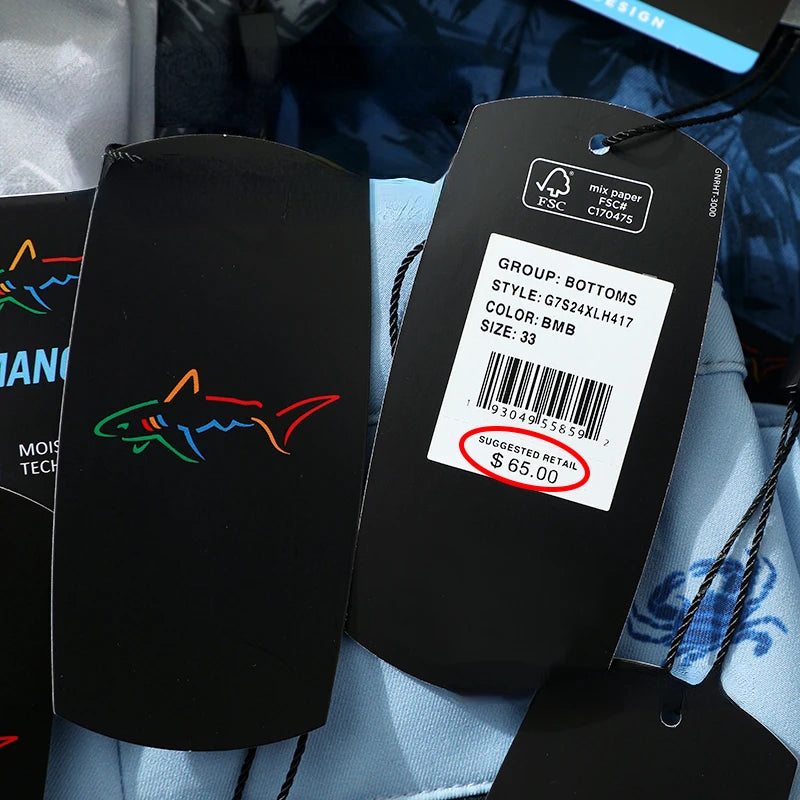 DESIGN
GNRHT-3000
FSC
mix paper
FSC#
C170475
GROUP: BOTTOMS
STYLE: G7S24XLH417
COLOR: BMB
SIZE: 33
1 93049 55859 2
SUGGESTED RETAIL
$ 65.00
MOIS
TECH